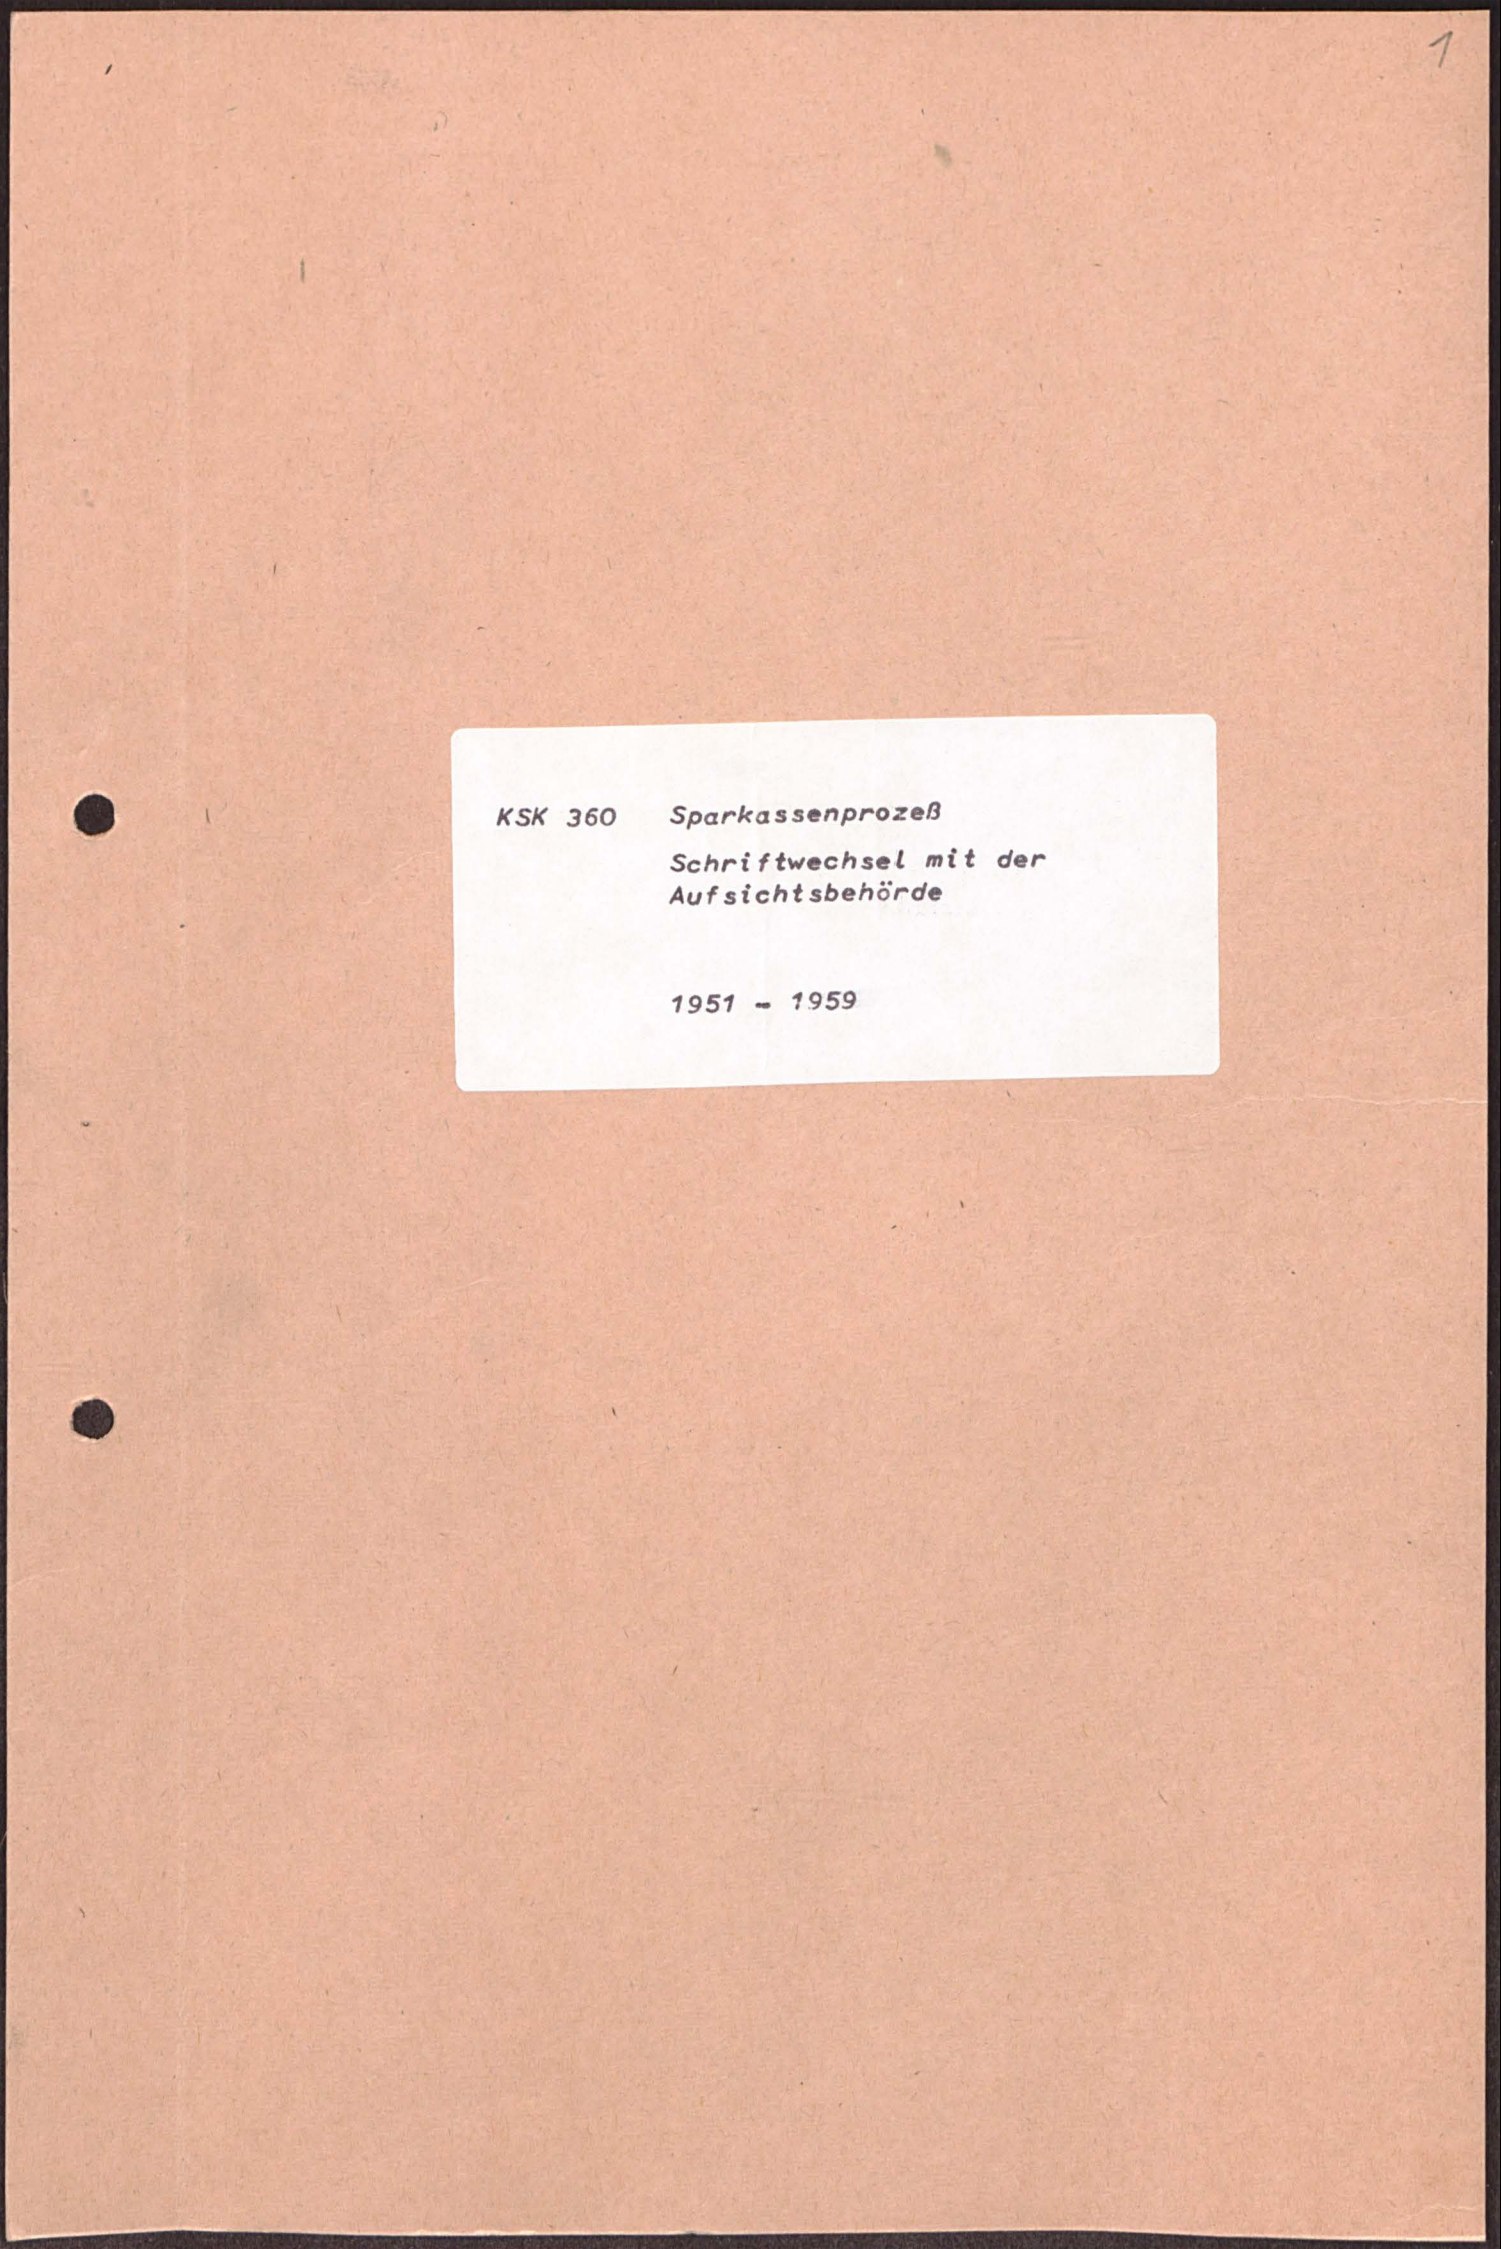 1
KSK 360 Sparkassenprozeß
Schriftwechsel mit der
Aufsichtsbehörde
1951 - 1959